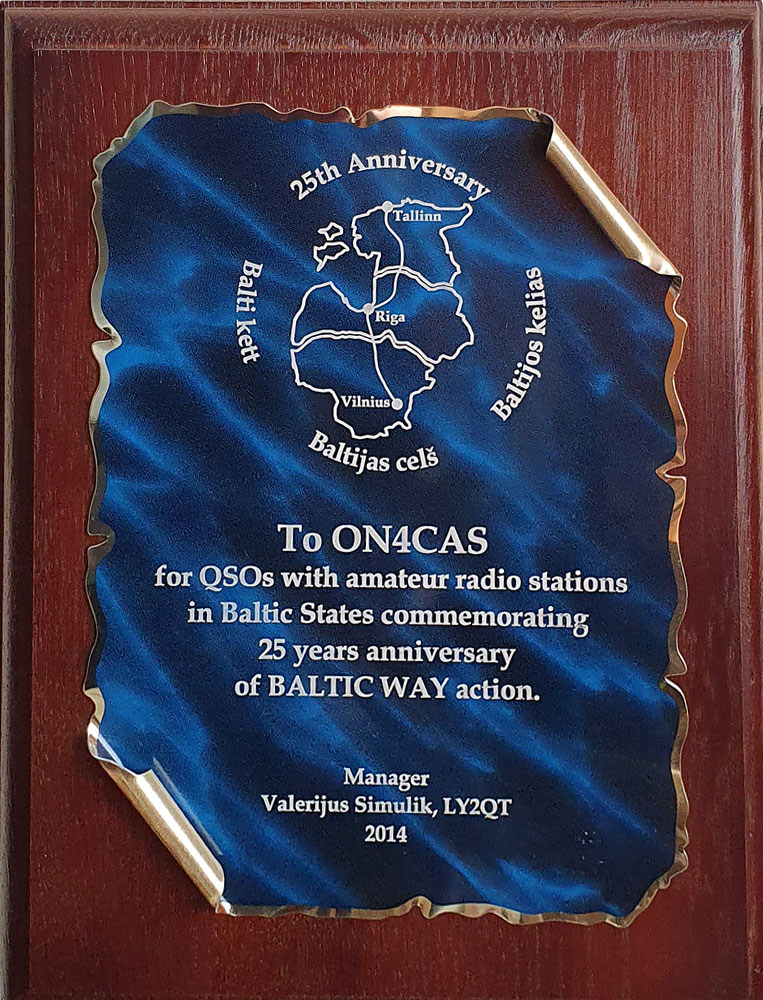 25th Anniversary
Tallinn
Balti kett
Baltijos kelias
Riga
Vilnius
Baltijas celš
To ON4CAS
for QSOs with amateur radio stations
in Baltic States commemorating
25 years anniversary
of BALTIC WAY action.
Manager
Valerijus Simulik, LY2QT
2014